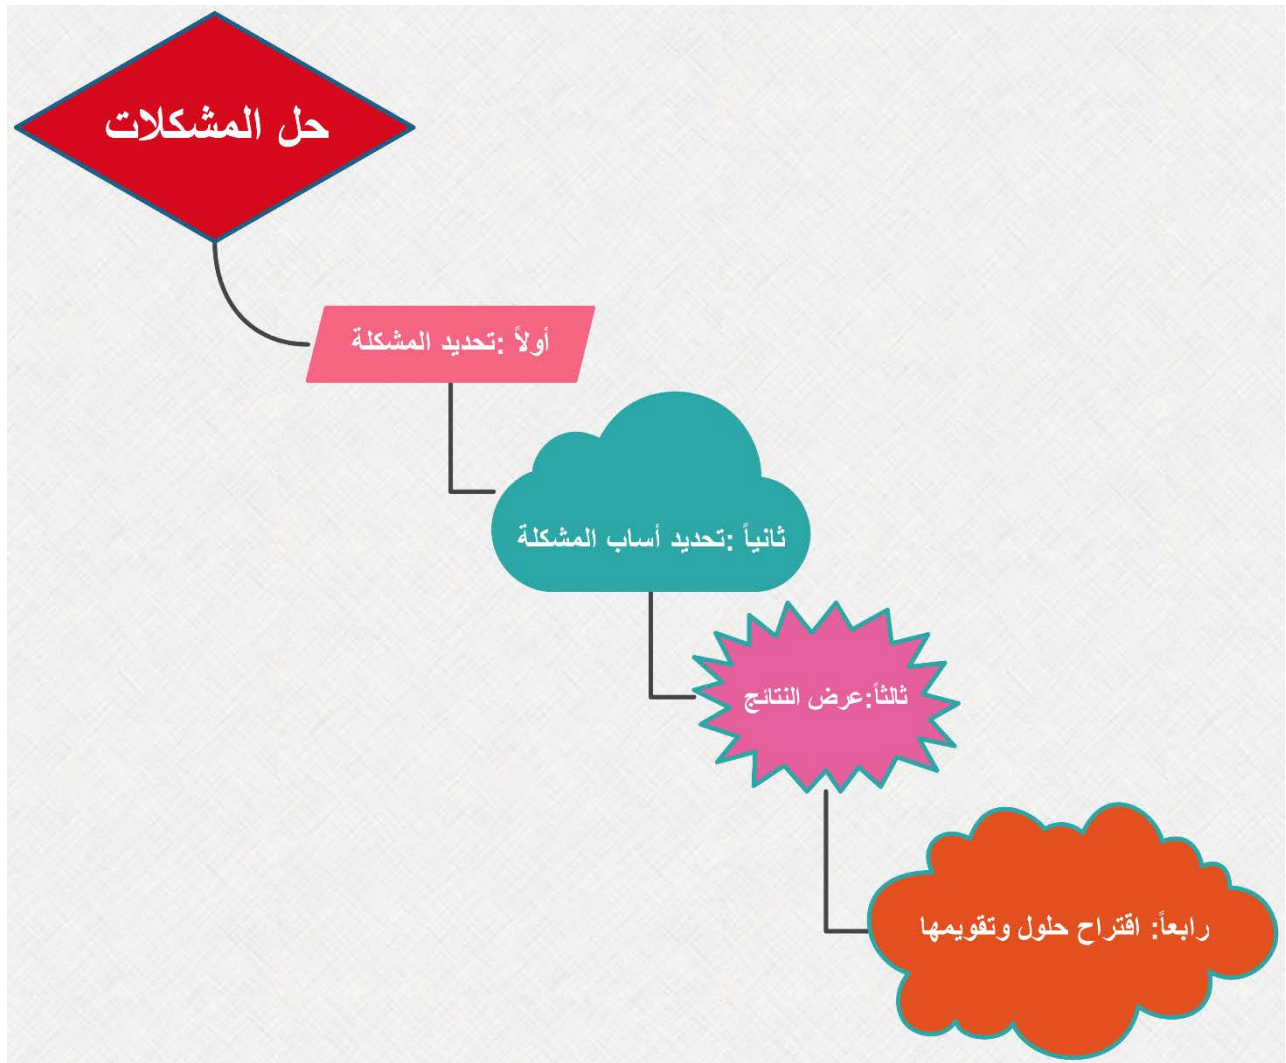 حل المشكلات
أولاً :تحديد المشكلة
ثانياً :تحديد أساب المشكلة
ثالثاً:عرض النتائج
رابعاً: اقتراح حلول وتقويمها